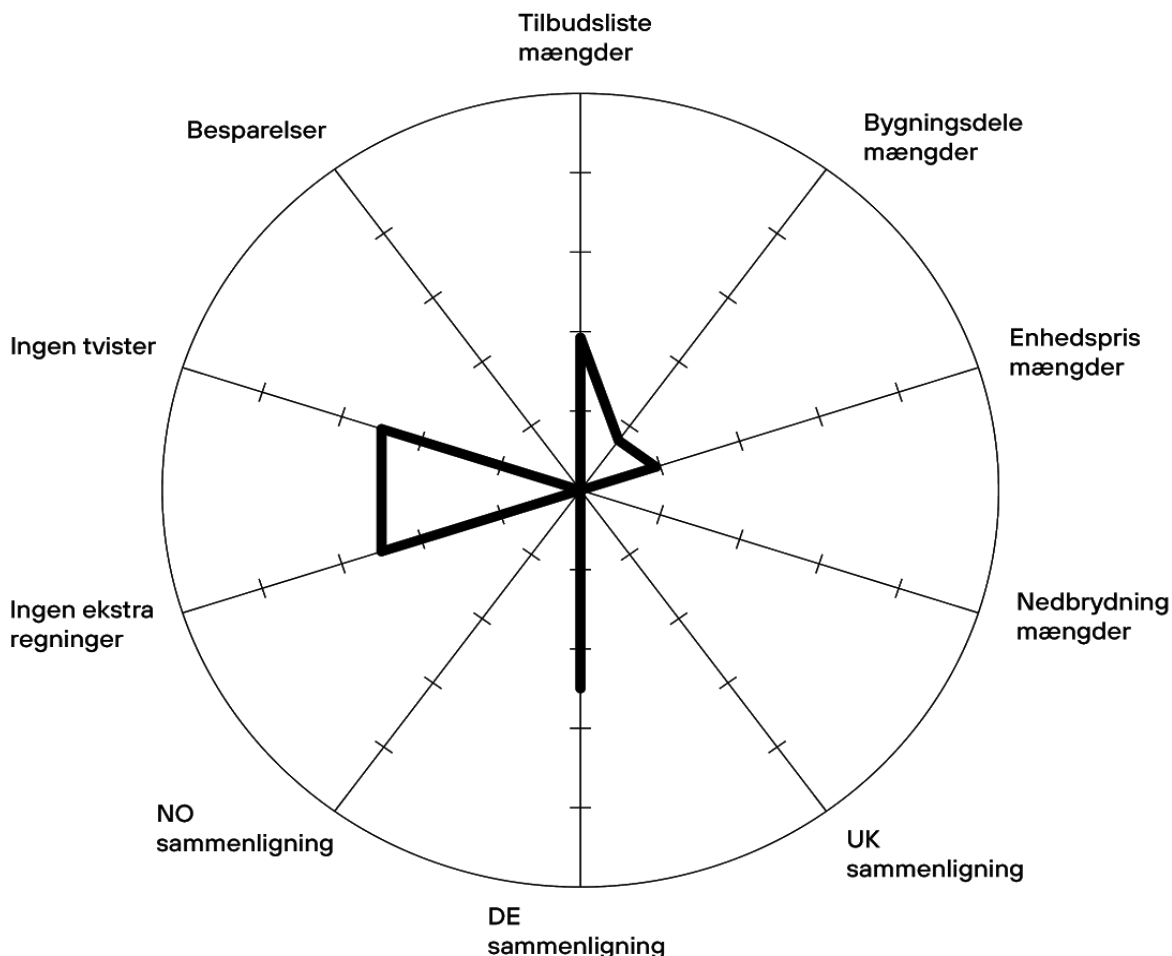 Tilbudsliste
mængder
Bygningsdele
mængder
Enhedspris
mængder
Nedbrydning
mængder
UK
sammenligning
DE
sammenligning
NO
sammenligning
Ingen ekstra
regninger
Ingen tvister
Besparelser